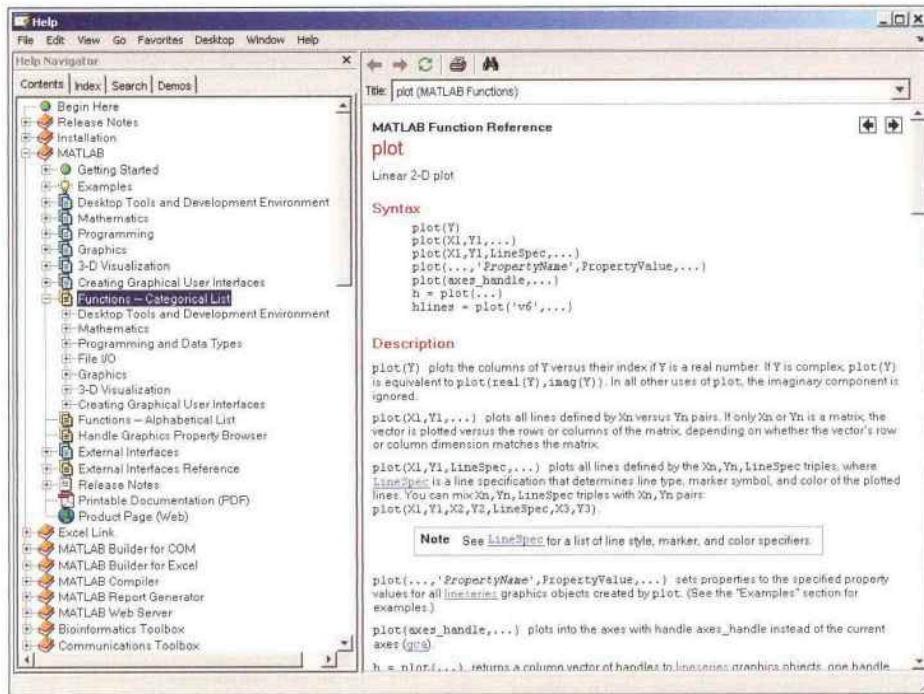 Help
File Edit View Go Favorites Desktop Window Help
Help Navigator
Contents Index Search Demos
Begin Here
Release Notes
Installation
MATLAB
Getting Started
Examples
Desktop Tools and Development Environment
Mathematics
Programming
Graphics
3-D Visualization
Creating Graphical User Interfaces
Functions – Categorical List
Desktop Tools and Development Environment
Mathematics
Programming and Data Types
File I/O
Graphics
3-D Visualization
Creating Graphical User Interfaces
Functions – Alphabetical List
Handle Graphics Property Browser
External Interfaces
External Interfaces Reference
Release Notes
Printable Documentation (PDF)
Product Page (Web)
Excel Link
MATLAB Builder for COM
MATLAB Builder for Excel
MATLAB Compiler
MATLAB Report Generator
MATLAB Web Server
Bioinformatics Toolbox
Communications Toolbox
Title: plot (MATLAB Functions)
MATLAB Function Reference
plot
Linear 2-D plot
Syntax
plot(Y)
plot(X1,Y1,...)
plot(X1,Y1,LineSpec,...)
plot(...,'PropertyName',PropertyValue,...)
plot(axes_handle,...)
h = plot(...)
hlines = plot('v6',...)
Description
plot(Y) plots the columns of Y versus their index if Y is a real number. If Y is complex, plot(Y)
is equivalent to plot(real(Y),imag(Y)). In all other uses of plot, the imaginary component is
ignored.
plot(X1,Y1,...) plots all lines defined by Xn versus Yn pairs. If only Xn or Yn is a matrix, the
vector is plotted versus the rows or columns of the matrix, depending on whether the vector's row
or column dimension matches the matrix.
plot(X1,Y1,LineSpec,...) plots all lines defined by the Xn,Yn,LineSpec triples, where
LineSpec is a line specification that determines line type, marker symbol, and color of the plotted
lines. You can mix Xn,Yn,LineSpec triples with Xn,Yn pairs:
plot(X1,Y1,X2,Y2,LineSpec,X3,Y3).
Note See LineSpec for a list of line style, marker, and color specifiers.
plot(...,'PropertyName',PropertyValue,...) sets properties to the specified property
values for all lineseries graphics objects created by plot. (See the "Examples" section for
examples.)
plot(axes_handle,...) plots into the axes with handle axes_handle instead of the current
axes (gca).
h = plot(...) returns a column vector of handles to lineseries graphics objects, one handle